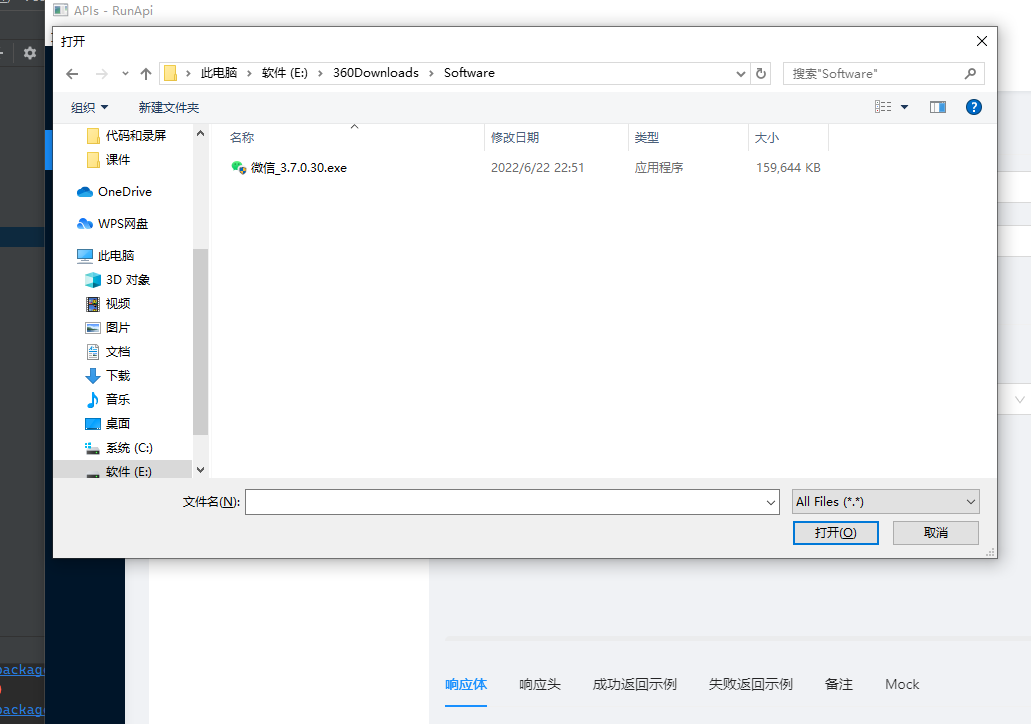 APIs - RunApi
打开
此电脑 > 软件 (E:) > 360Downloads > Software
搜索"Software"
组织
新建文件夹
代码和录屏
课件
OneDrive
WPS网盘
此电脑
3D 对象
视频
图片
文档
下载
音乐
桌面
系统 (C:)
软件 (E:)
名称 修改日期 类型 大小
微信_3.7.0.30.exe 2022/6/22 22:51 应用程序 159,644 KB
文件名(N):
All Files (*.*)
打开(O) 取消
package
package
响应体 响应头 成功返回示例 失败返回示例 备注 Mock